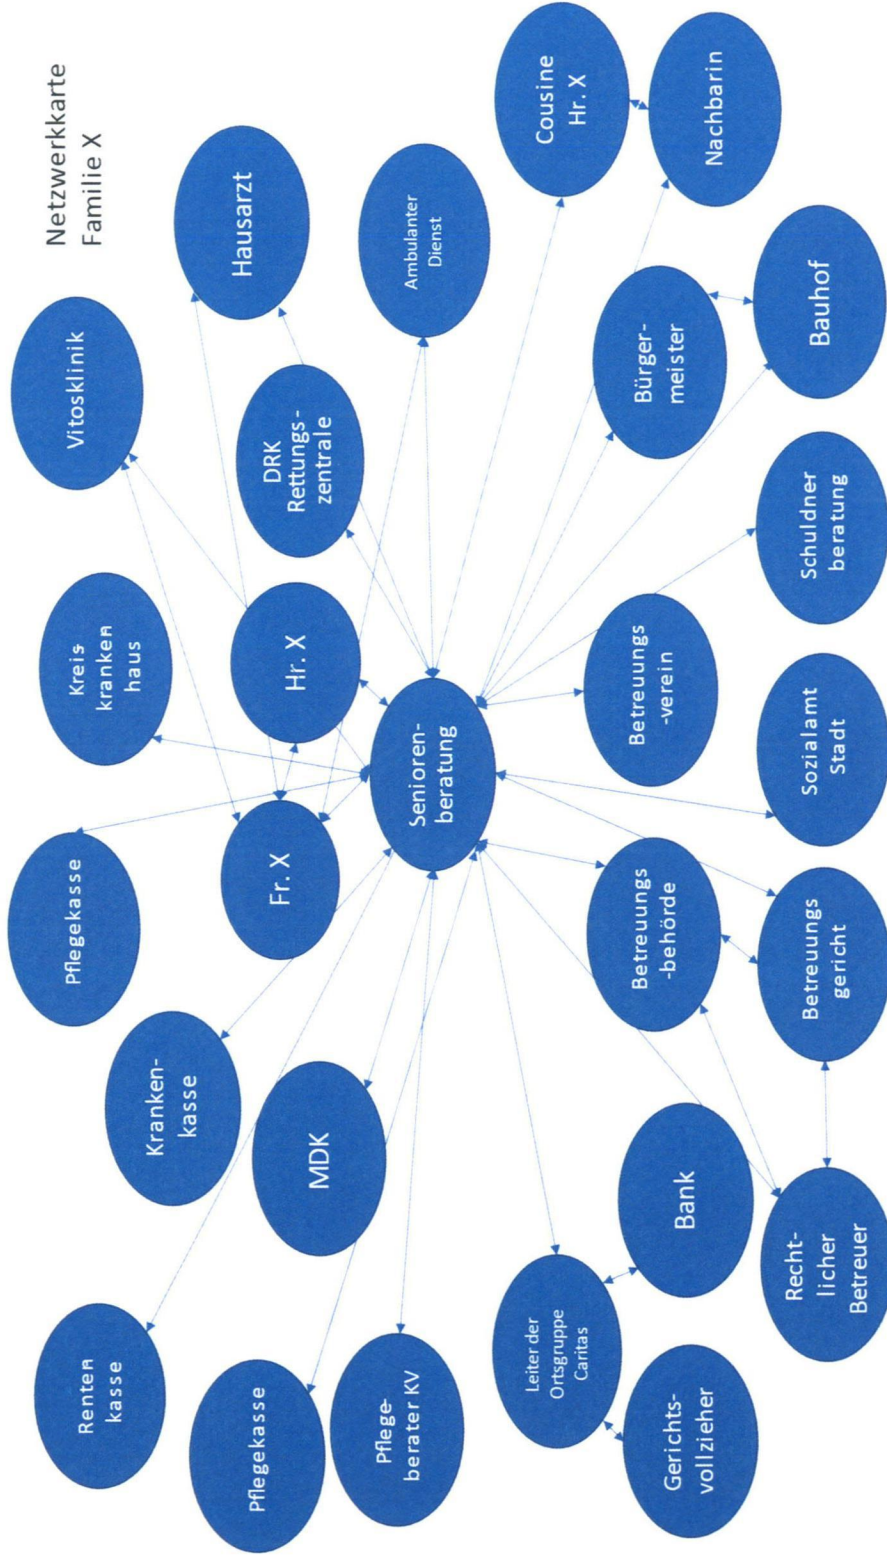 Netzwerkkarte
Familie X
Renten
kasse
Pflegekasse
Kreis
kranken
haus
Vitosklinik
Kranken-
kasse
Pflegekasse
MDK
Fr. X
Hr. X
DRK
Rettungs-
zentrale
Hausarzt
Pflege-
berater KV
Senioren-
beratung
Ambulanter
Dienst
Leiter der
Ortsgruppe
Caritas
Cousine
Hr. X
Gerichts-
vollzieher
Bank
Betreuungs
-behörde
Betreuungs
-verein
Bürger-
meister
Nachbarin
Recht-
licher
Betreuer
Betreuungs
gericht
Sozialamt
Stadt
Schuldner
beratung
Bauhof